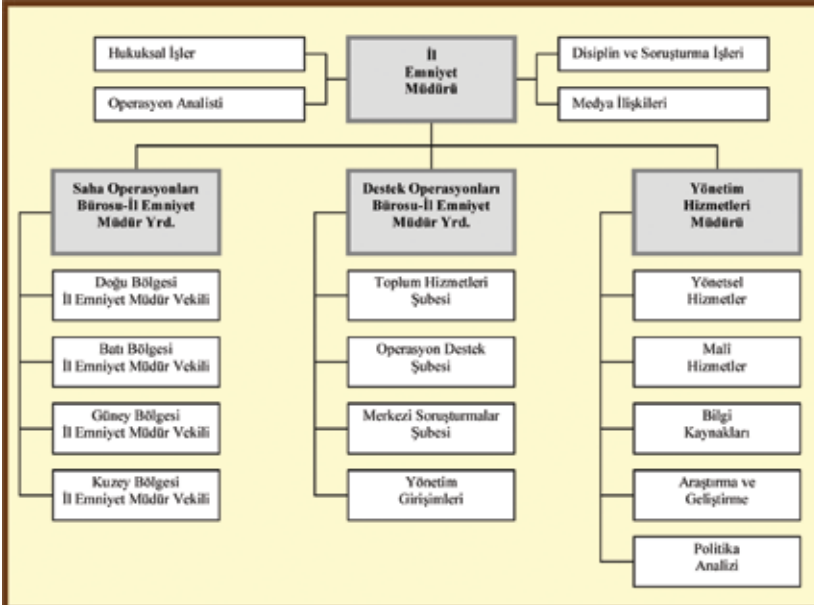 Hukuksal İşler
Operasyon Analisti
İl
Emniyet
Müdürü
Disiplin ve Soruşturma İşleri
Medya İlişkileri
Saha Operasyonları
Bürosu-İl Emniyet
Müdür Yrd.
Doğu Bölgesi
İl Emniyet Müdür Vekili
Batı Bölgesi
İl Emniyet Müdür Vekili
Güney Bölgesi
İl Emniyet Müdür Vekili
Kuzey Bölgesi
İl Emniyet Müdür Vekili
Destek Operasyonları
Bürosu-İl Emniyet
Müdür Yrd.
Toplum Hizmetleri
Şubesi
Operasyon Destek
Şubesi
Merkezi Soruşturmalar
Şubesi
Yönetim
Girişimleri
Yönetim
Hizmetleri
Müdürü
Yönetsel
Hizmetler
Malî
Hizmetler
Bilgi
Kaynakları
Araştırma ve
Geliştirme
Politika
Analizi